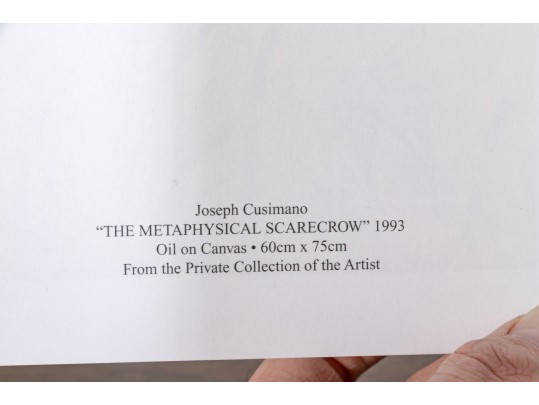 Joseph Cusimano
“THE METAPHYSICAL SCARECROW” 1993
Oil on Canvas • 60cm x 75cm
From the Private Collection of the Artist